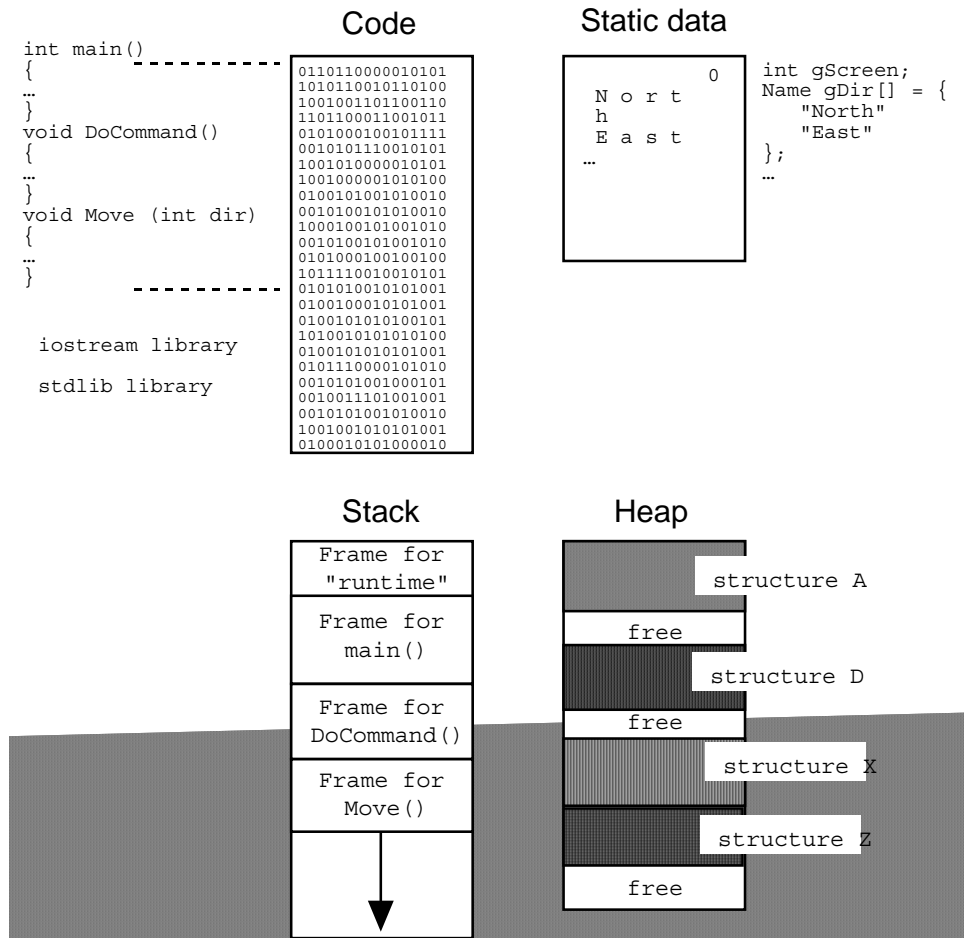 Code
int main()
{
…
}
void DoCommand()
{
…
}
void Move (int dir)
{
…
}
iostream library
stdlib library
0110110000010101
1010110010110100
1001001101100110
1101100011001011
0101000100101111
0010101110010101
1001010000010101
1001000001010100
0100101001010010
0010100101010010
1000100101001010
0010100101001010
0101000100100100
1011110010010101
0101010010101001
0100100101001001
0100101010100101
1010010101010100
0100101010101001
0101110000101010
0010101001000101
0010011101001001
0010101001010010
1001001010101001
0100010101000010
Static data
0
N o r t
h
E a s t
…
int gScreen;
Name gDir[] = {
"North"
"East"
};
…
Stack
Frame for
"runtime"
Frame for
main()
Frame for
DoCommand()
Frame for
Move()
Heap
structure A
free
structure D
free
structure X
structure Z
free